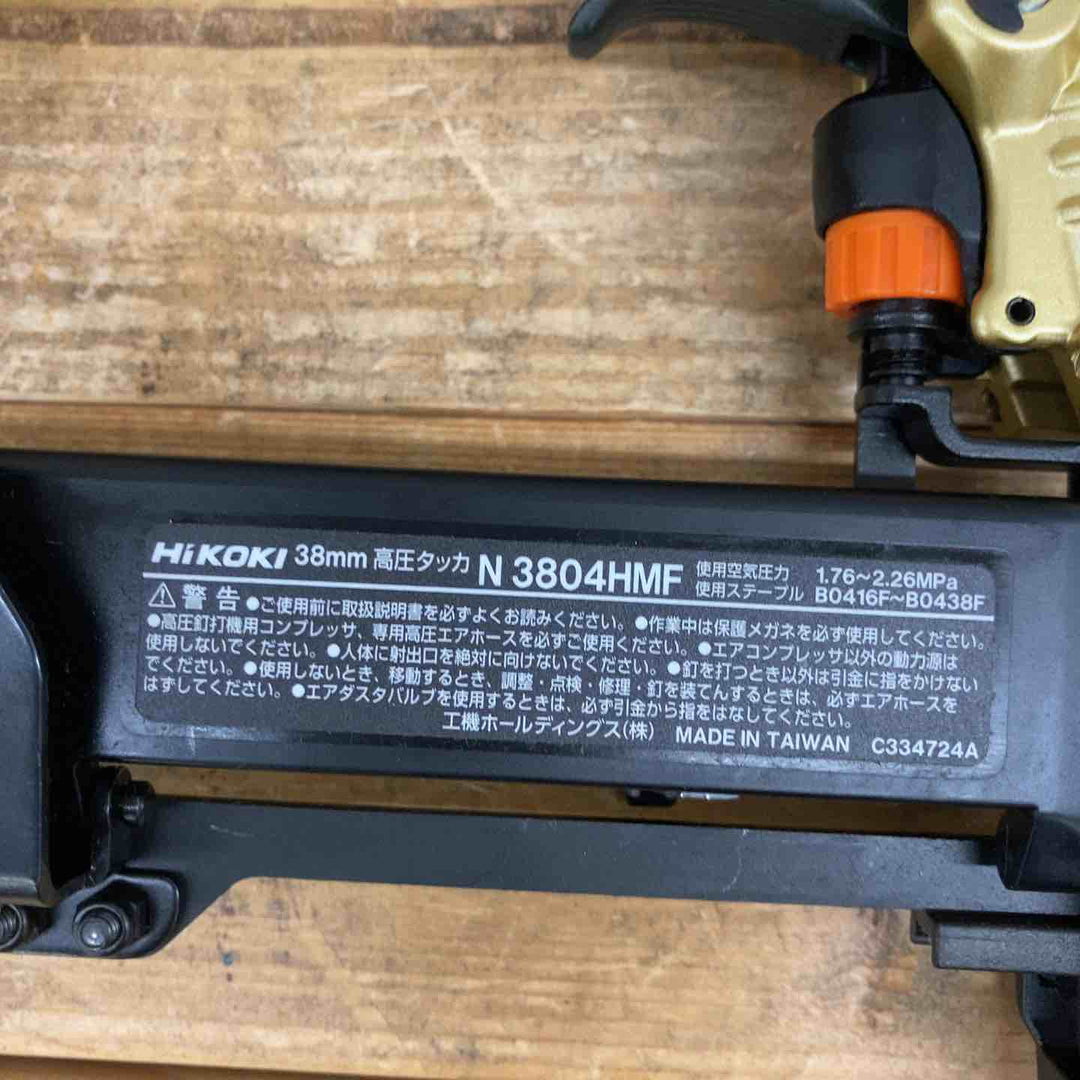 HiKOKI 38mm 高圧タッカ N 3804HMF 使用空気圧力 1.76~2.26MPa
使用ステープル B0416F~B0438F
⚠警告 ●ご使用前に取扱説明書を必ずよくお読みください。 ●作業中は保護メガネを必ず使用してください。
●高圧釘打機用コンプレッサ、専用高圧エアホースを必ずご使用ください。 ●エアコンプレッサ以外の動力源は
使用しないでください。 ●人体に射出口を絶対に向けないでください。 ●釘を打つとき以外は引金に指をかけない
でください。 ●使用しないとき、移動するとき、調整・点検・修理・釘を装てんするときは、必ずエアホースを
はずしてください。 ●エアダスタバルブを使用するときは、必ず引金から指をはなしてください。
工機ホールディングス(株) MADE IN TAIWAN C334724A